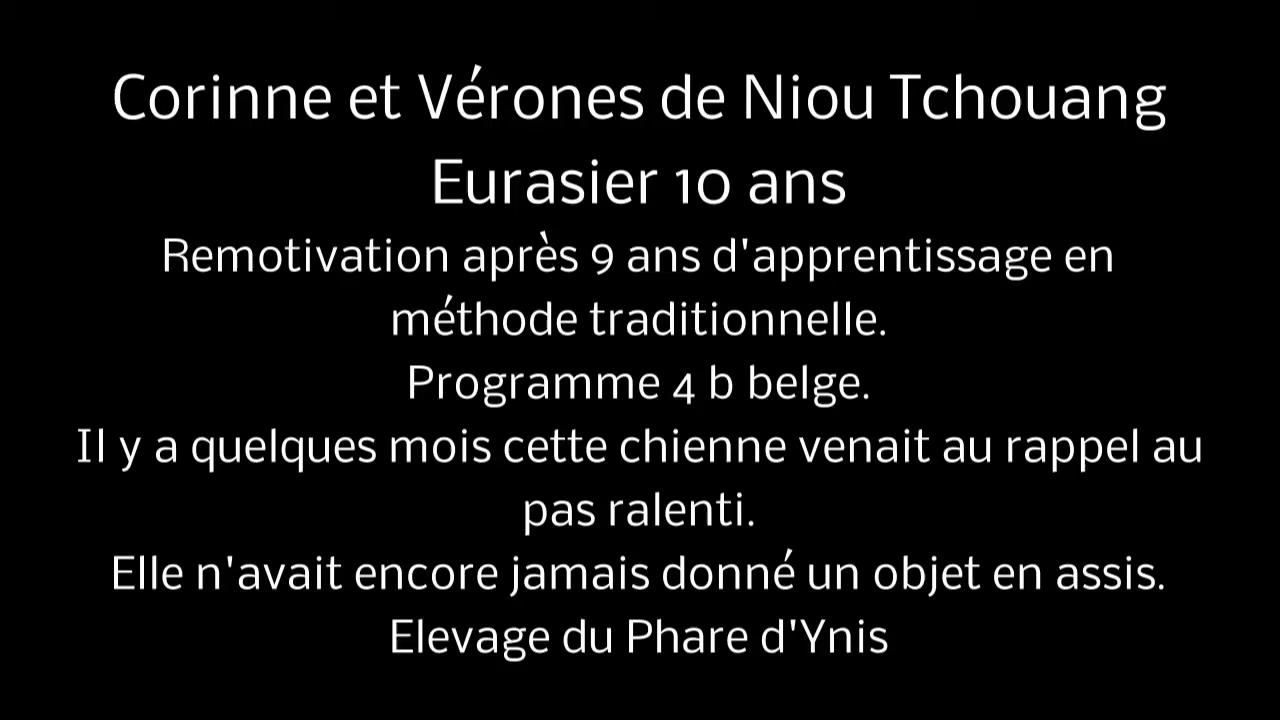 Corinne et Vérones de Niou Tchouang
Eurasier 10 ans
Remotivation après 9 ans d'apprentissage en
méthode traditionnelle.
Programme 4 b belge.
Il y a quelques mois cette chienne venait au rappel au
pas ralenti.
Elle n'avait encore jamais donné un objet en assis.
Elevage du Phare d'Ynis